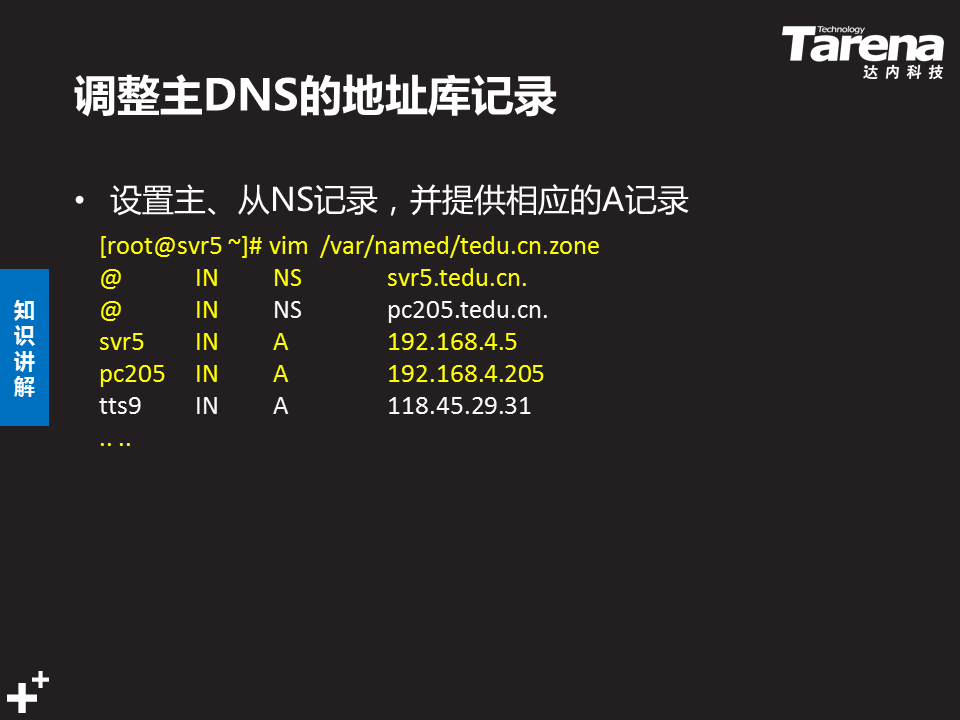 Technology
Tarena
达内科技
调整主DNS的地址库记录
• 设置主、从NS记录，并提供相应的A记录
[root@svr5 ~]# vim /var/named/tedu.cn.zone
@ IN NS svr5.tedu.cn.
@ IN NS pc205.tedu.cn.
svr5 IN A 192.168.4.5
pc205 IN A 192.168.4.205
tts9 IN A 118.45.29.31
.. ..
知识讲解